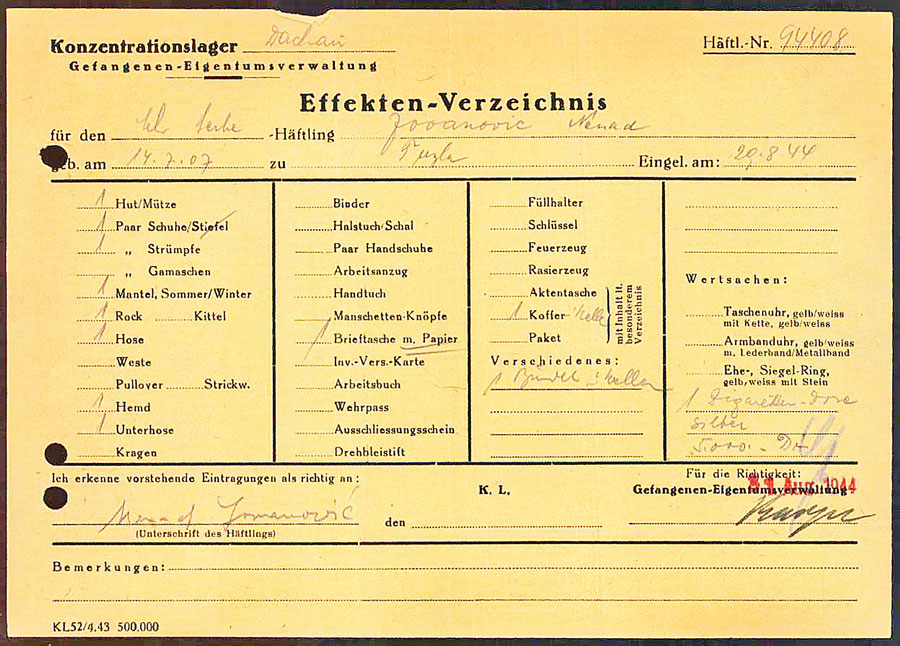 Konzentrationslager Dachau
Häftl.-Nr. 94408
Gefangenen-Eigentumsverwaltung
Effekten-Verzeichnis
für den Serbe -Häftling Jovanovic Nenad
geb. am 14.7.07 zu Tuzla Eingel. am: 29.8.44
1 Hut/Mütze
1 Paar Schuhe/Stiefel
1 „ Strümpfe
„ Gamaschen
1 Mantel, Sommer/Winter
1 Rock Kittel
1 Hose
Weste
Pullover Strickw.
1 Hemd
1 Unterhose
Kragen
Binder
Halstuch/Schal
Paar Handschuhe
Arbeitsanzug
Handtuch
Manschetten-Knöpfe
1 Brieftasche m. Papier
Inv.-Vers.-Karte
Arbeitsbuch
Wehrpass
Ausschliessungsschein
Drehbleistift
Füllhalter
Schlüssel
Feuerzeug
Rasierzeug
Aktentasche
1 Koffer
Paket
mit Inhalt lt.
besonderem
Verzeichnis
Verschiedenes:
1 Bündel
Wertsachen:
Taschenuhr, gelb/weiss
mit Kette, gelb/weiss
Armbanduhr, gelb/weiss
m. Lederband/Metallband
Ehe-, Siegel-Ring,
gelb/weiss mit Stein
1 Zigaretten-Dose
silber
5000.-
Ich erkenne vorstehende Eintragungen als richtig an:
Nenad Jovanović
(Unterschrift des Häftlings)
K. L.
den
Für die Richtigkeit:
31. Aug. 1944
Gefangenen-Eigentumsverwaltung
Bemerkungen:
KL52/4.43 500.000